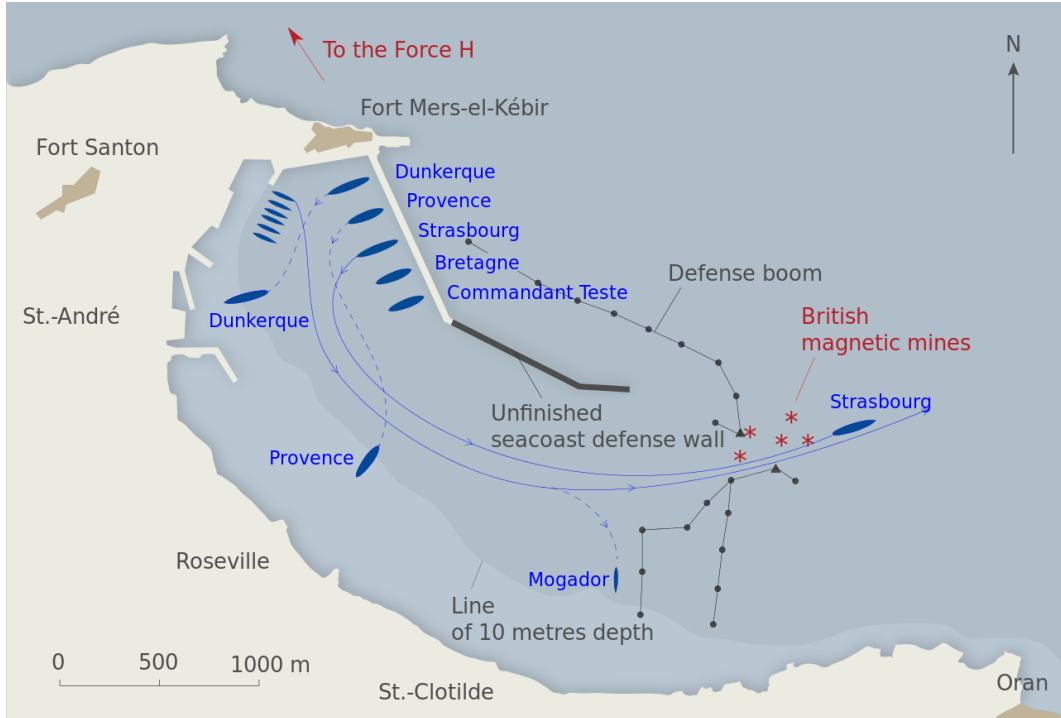 To the Force H
N
Fort Mers-el-Kébir
Fort Santon
Dunkerque
Provence
Strasbourg
Bretagne
Commandant Teste
Defense boom
St.-André
Dunkerque
British
magnetic mines
Strasbourg
Unfinished
seacoast defense wall
Provence
Roseville
Mogador
Line
of 10 metres depth
0 500 1000 m
St.-Clotilde
Oran